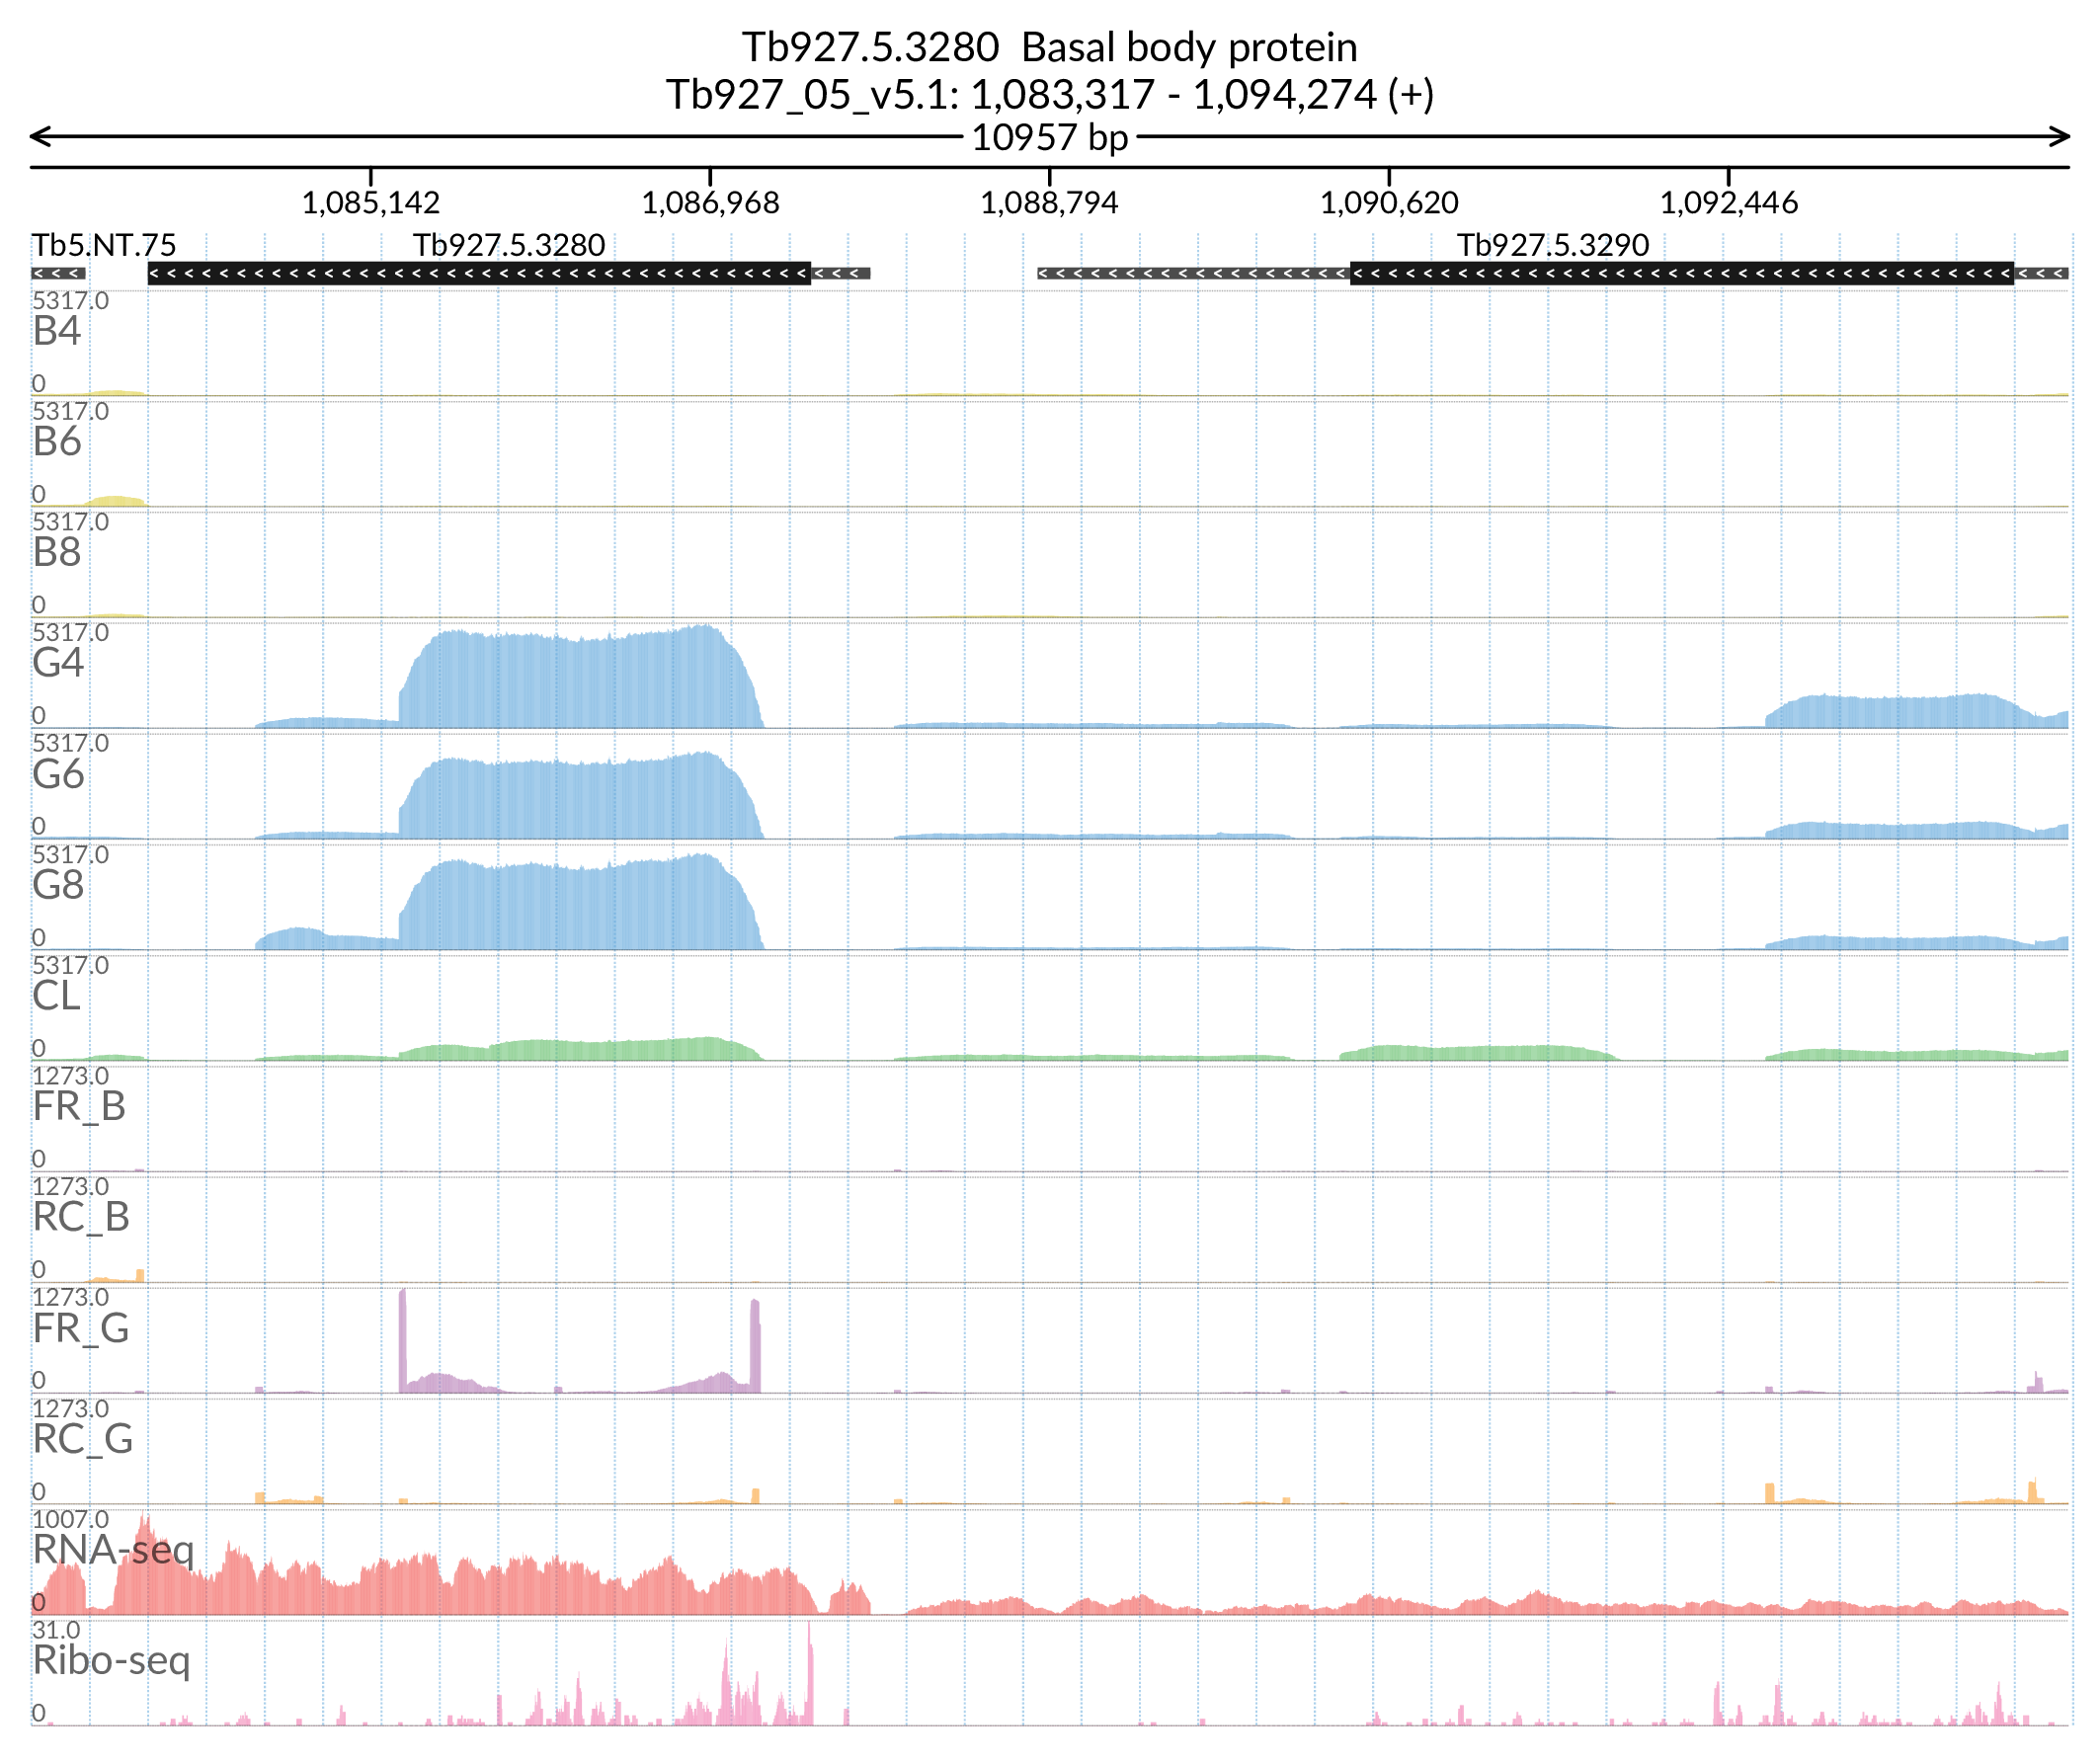 Tb927.5.3280  Basal body protein
Tb927_05_v5.1: 1,083,317 - 1,094,274 (+)
10957 bp
1,085,142 1,086,968 1,088,794 1,090,620 1,092,446
Tb5.NT.75 Tb927.5.3280 Tb927.5.3290
5317.0
B4
0
5317.0
B6
0
5317.0
B8
0
5317.0
G4
0
5317.0
G6
0
5317.0
G8
0
5317.0
CL
0
1273.0
FR_B
0
1273.0
RC_B
0
1273.0
FR_G
0
1273.0
RC_G
0
1007.0
RNA-seq
0
31.0
Ribo-seq
0